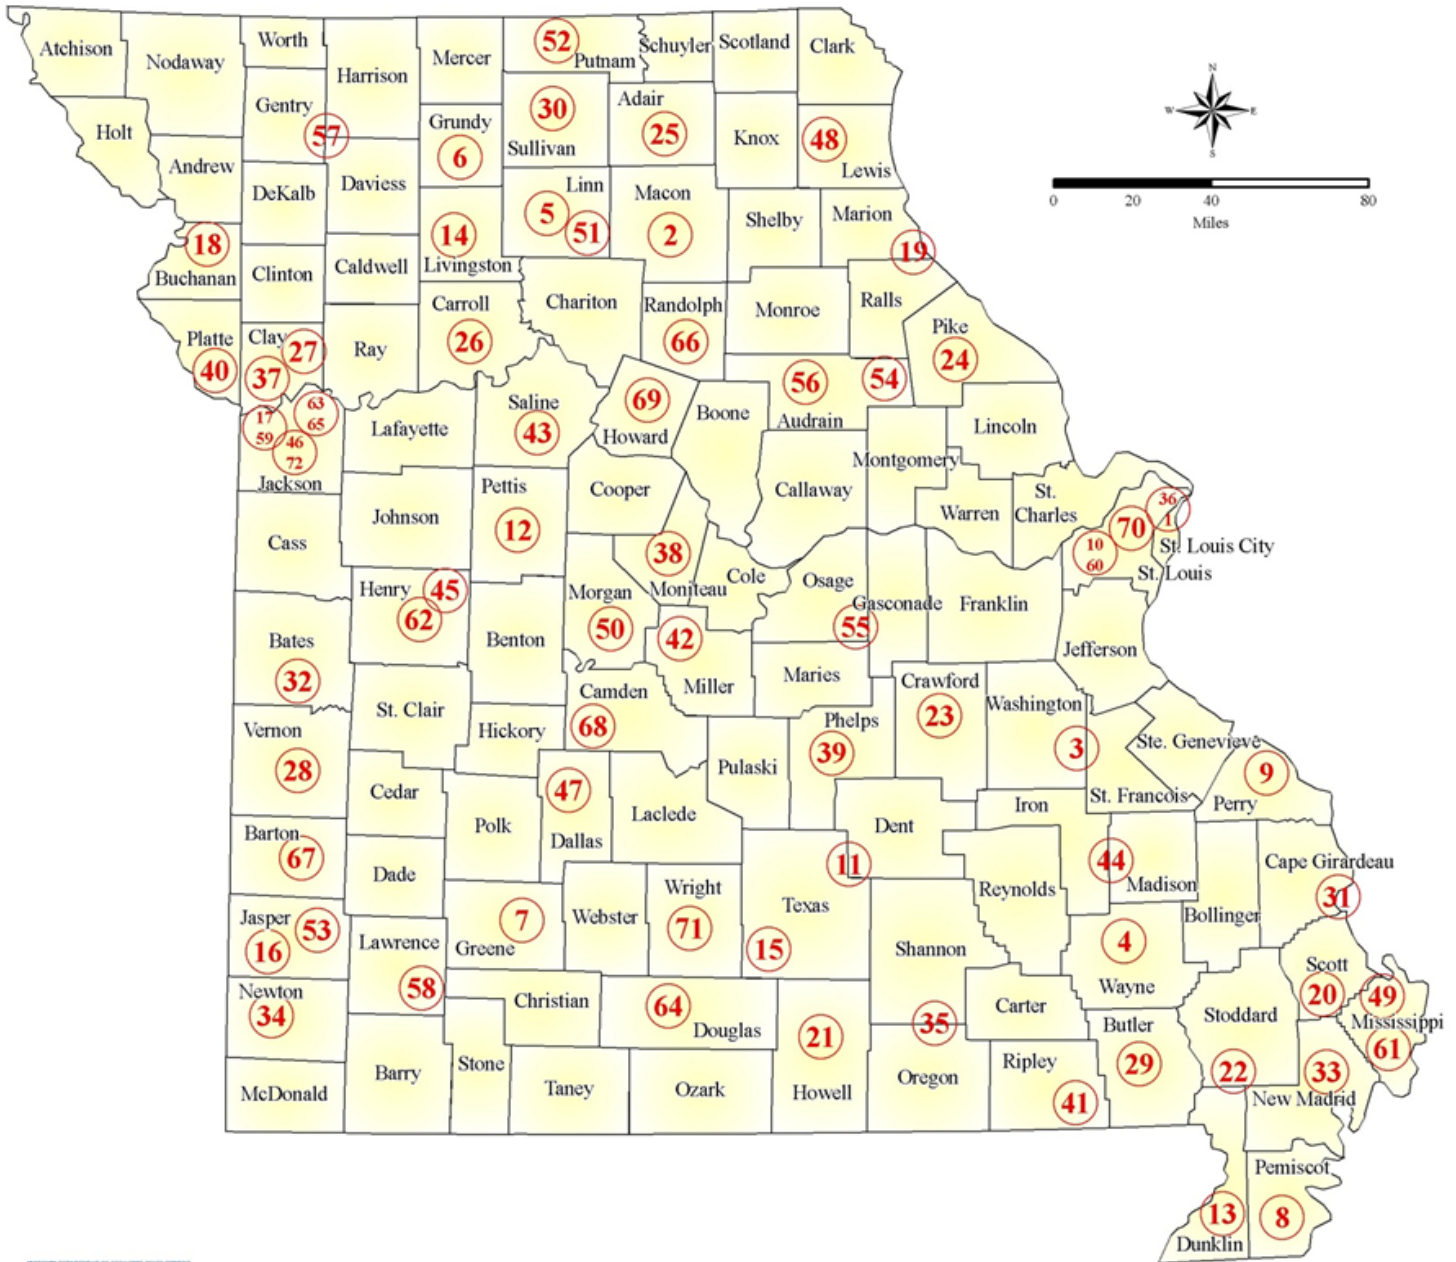 Atchison
Nodaway
Worth
Harrison
Mercer
52
Putnam
Schuyler
Scotland
Clark
N
W
E
S
Holt
Gentry
57
Grundy
6
30
Sullivan
Adair
25
Knox
48
Lewis
Andrew
DeKalb
Daviess
Linn
5
51
Macon
2
Shelby
Marion
19
0
20
40
80
Miles
18
Buchanan
Clinton
Caldwell
14
Livingston
Chariton
Randolph
66
Monroe
Ralls
Pike
24
Platte
40
Clay
27
37
Ray
Carroll
26
17
59
63
65
46
72
Jackson
Lafayette
Saline
43
69
Howard
Boone
56
Audrain
54
Lincoln
Cass
Johnson
Pettis
12
Cooper
Callaway
Montgomery
Warren
St.
Charles
36
1
70
10
60
St. Louis City
St. Louis
Henry
45
62
Benton
Morgan
50
38
Moniteau
Cole
Osage
55
Gasconade
Franklin
Jefferson
Bates
32
St. Clair
Hickory
Camden
68
42
Miller
Maries
Phelps
39
Crawford
23
Washington
3
Ste. Genevieve
St. Francois
9
Perry
Vernon
28
Cedar
Polk
47
Dallas
Laclede
Pulaski
Dent
Iron
Barton
67
Dade
11
Reynolds
44
Madison
Bollinger
Cape Girardeau
31
Jasper
53
16
Lawrence
58
7
Greene
Webster
Wright
71
Texas
15
Shannon
4
Wayne
Scott
20
49
Mississippi
61
Newton
34
Christian
64
Douglas
21
Howell
35
Carter
Butler
29
Stoddard
22
33
New Madrid
McDonald
Barry
Stone
Taney
Ozark
Oregon
Ripley
41
Pemiscot
13
Dunklin
8